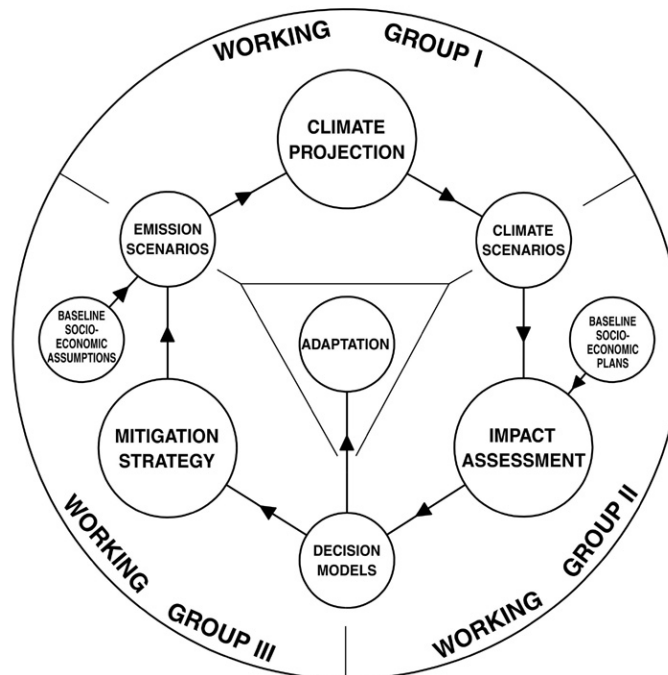 WORKING GROUP I
CLIMATE
PROJECTION
EMISSION
SCENARIOS
CLIMATE
SCENARIOS
BASELINE
SOCIO-
ECONOMIC
ASSUMPTIONS
ADAPTATION
BASELINE
SOCIO-
ECONOMIC
PLANS
MITIGATION
STRATEGY
IMPACT
ASSESSMENT
DECISION
MODELS
WORKING GROUP III
WORKING GROUP II